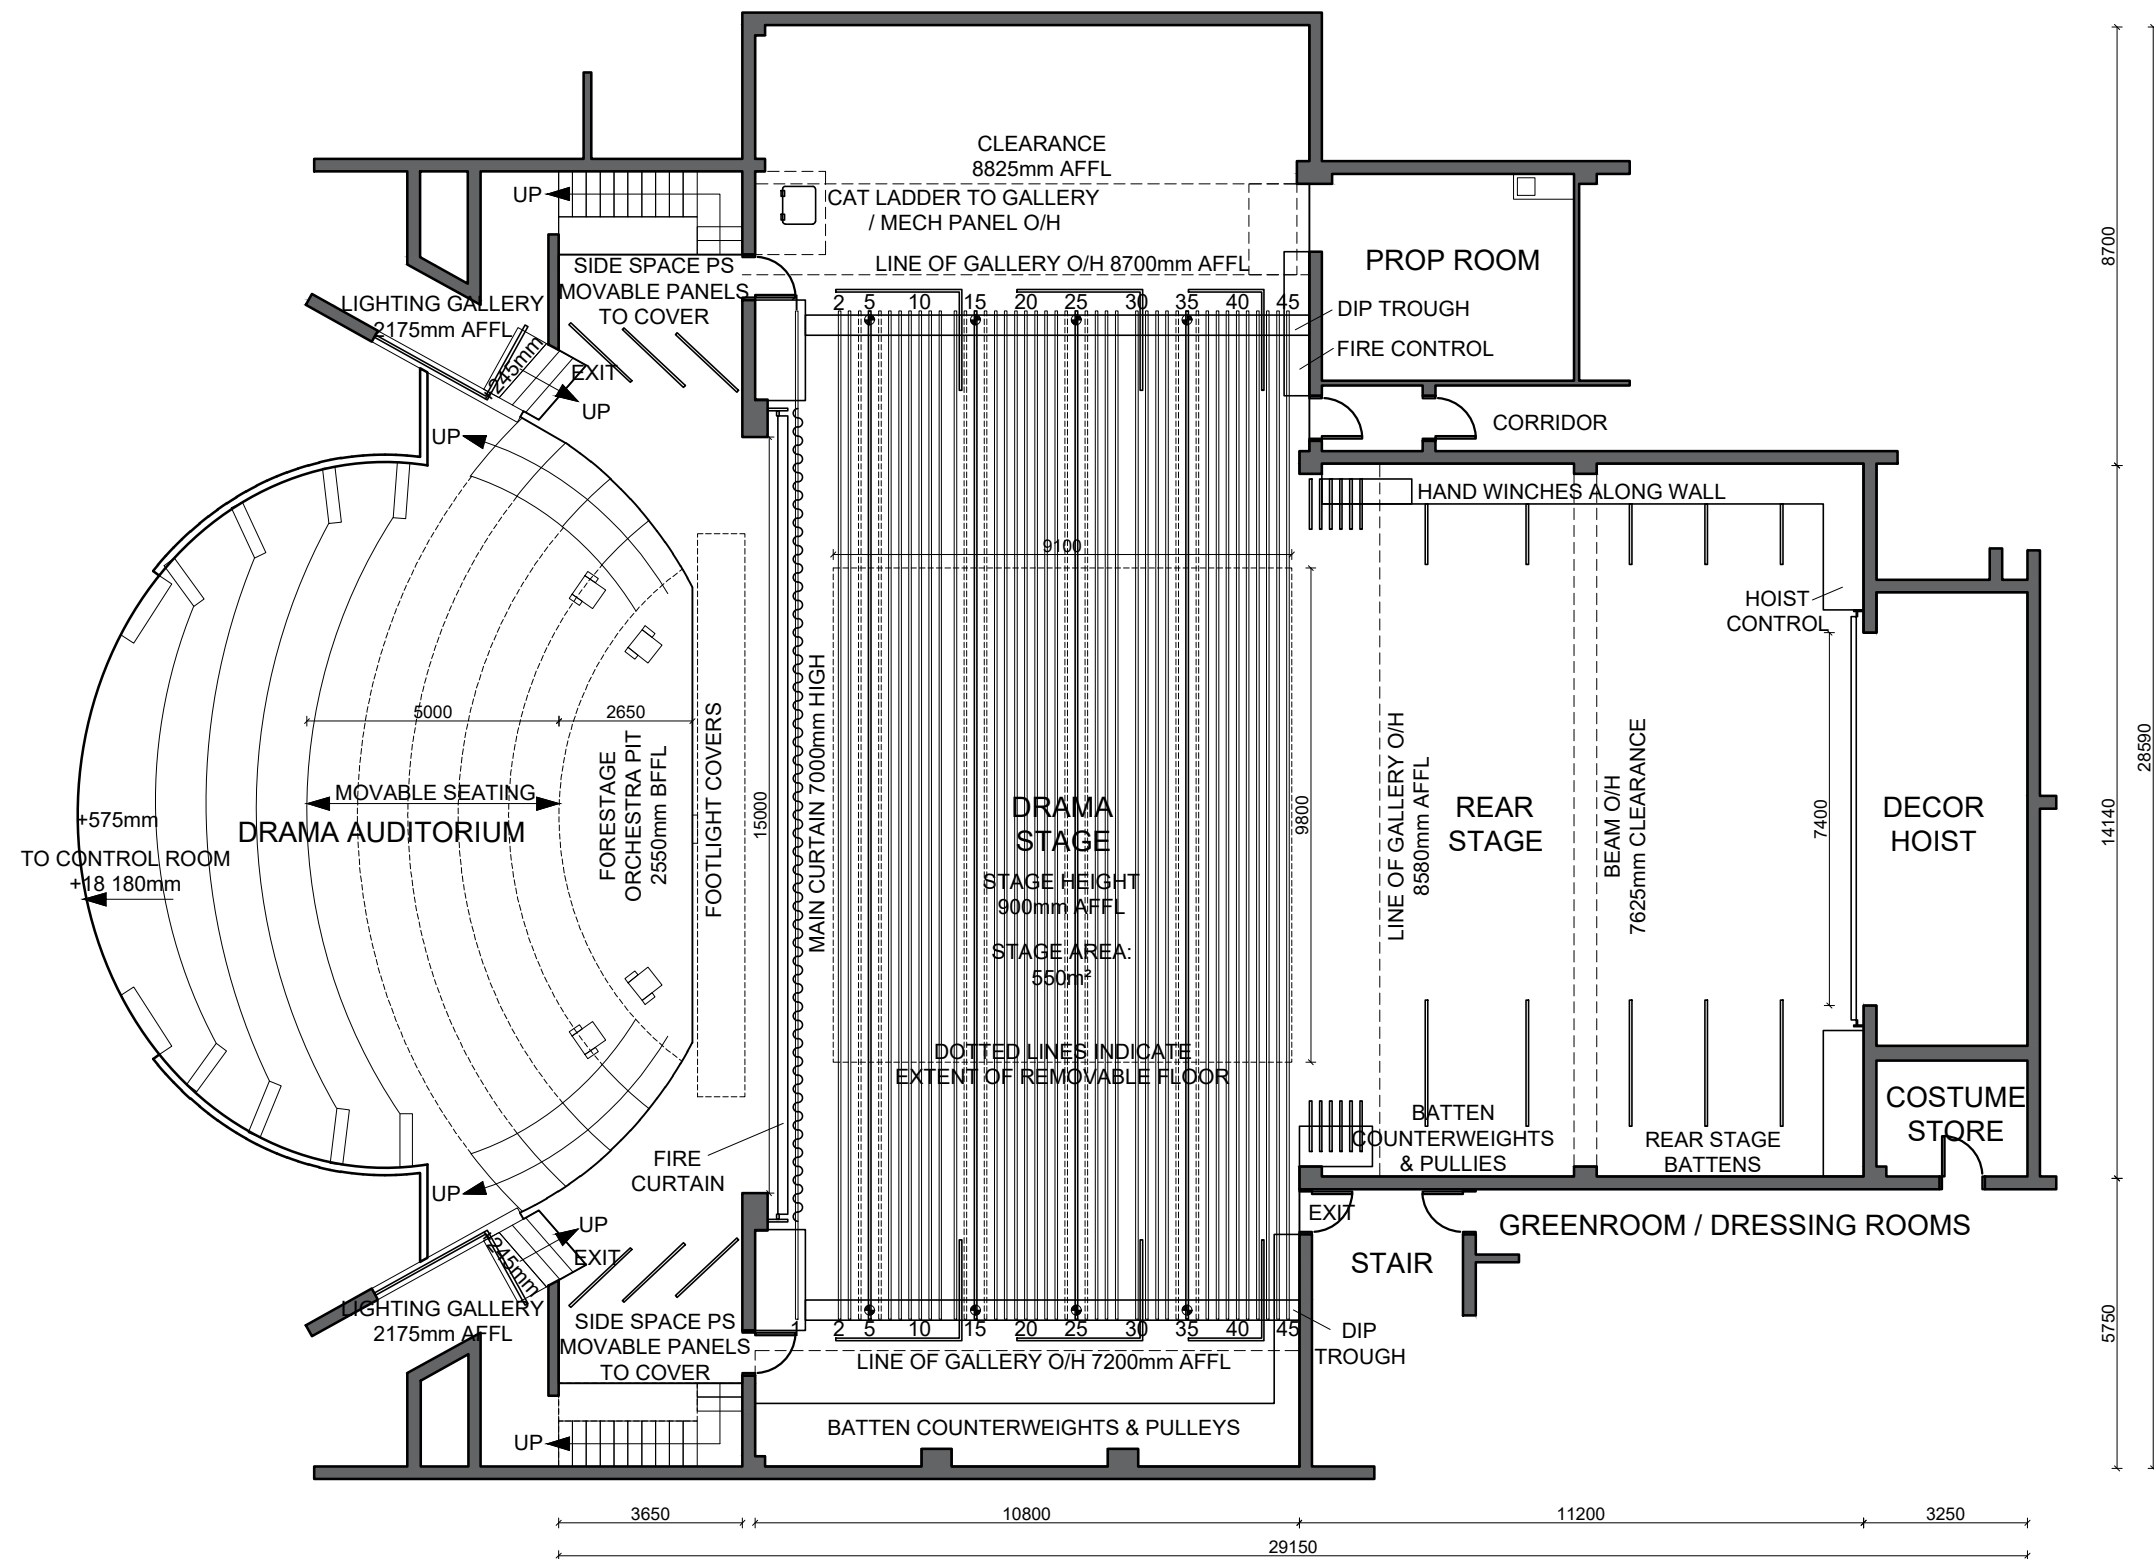 CLEARANCE
8825mm AFFL
UP
CAT LADDER TO GALLERY
/ MECH PANEL O/H
SIDE SPACE PS
MOVABLE PANELS
TO COVER
LINE OF GALLERY O/H 8700mm AFFL
PROP ROOM
LIGHTING GALLERY
2175mm AFFL
2 5 10 15 20 25 30 35 40 45
DIP TROUGH
FIRE CONTROL
245mm
EXIT
UP
UP
CORRIDOR
HAND WINCHES ALONG WALL
9100
HOIST
CONTROL
5000
2650
MOVABLE SEATING
+575mm
DRAMA AUDITORIUM
TO CONTROL ROOM
+18 180mm
FORESTAGE
ORCHESTRA PIT
2550mm BFFL
FOOTLIGHT COVERS
15000
MAIN CURTAIN 7000mm HIGH
DRAMA
STAGE
STAGE HEIGHT
900mm AFFL
STAGE AREA:
550m²
9800
LINE OF GALLERY O/H
8580mm AFFL
REAR
STAGE
BEAM O/H
7625mm CLEARANCE
7400
DECOR
HOIST
DOTTED LINES INDICATE
EXTENT OF REMOVABLE FLOOR
COSTUME
STORE
BATTEN
COUNTERWEIGHTS
& PULLIES
REAR STAGE
BATTENS
FIRE
CURTAIN
UP
UP
EXIT
245mm
EXIT
GREENROOM / DRESSING ROOMS
STAIR
LIGHTING GALLERY
2175mm AFFL
SIDE SPACE PS
MOVABLE PANELS
TO COVER
1 2 5 10 15 20 25 30 35 40 45
DIP
TROUGH
LINE OF GALLERY O/H 7200mm AFFL
UP
BATTEN COUNTERWEIGHTS & PULLEYS
8700
14140
5750
28590
3650
10800
11200
3250
29150